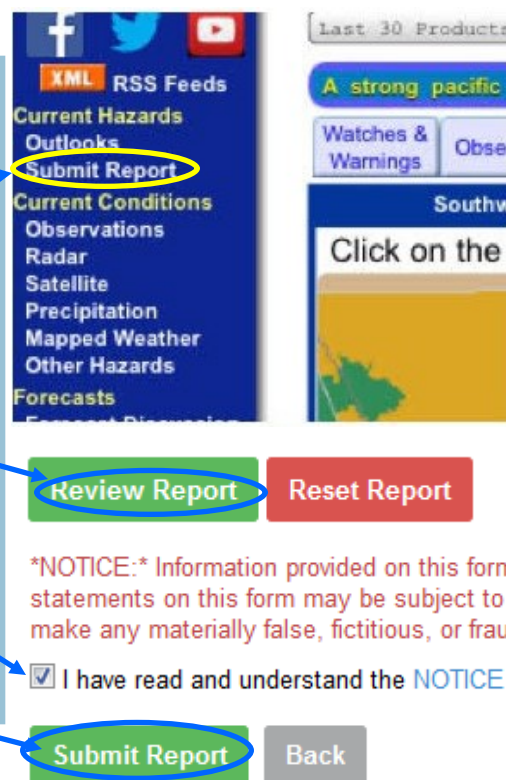 Last 30 Products
XML RSS Feeds
A strong pacific
Current Hazards
Outlooks
Submit Report
Current Conditions
Observations
Radar
Satellite
Precipitation
Mapped Weather
Other Hazards
Forecasts
Forecast Discussion
Watches &
Warnings
Obse
Southw
Click on the
Review Report
Reset Report
*NOTICE:* Information provided on this form
statements on this form may be subject to
make any materially false, fictitious, or frau
I have read and understand the NOTICE
Submit Report
Back